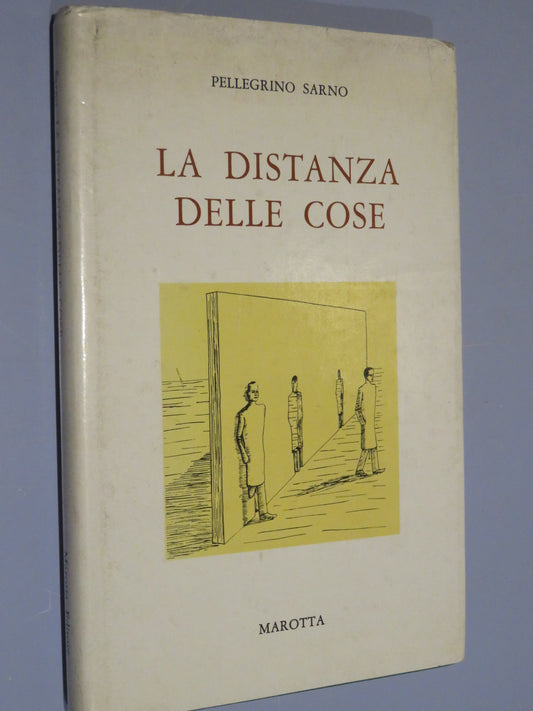 PELLEGRINO SARNO
LA DISTANZA
DELLE COSE
MAROTTA